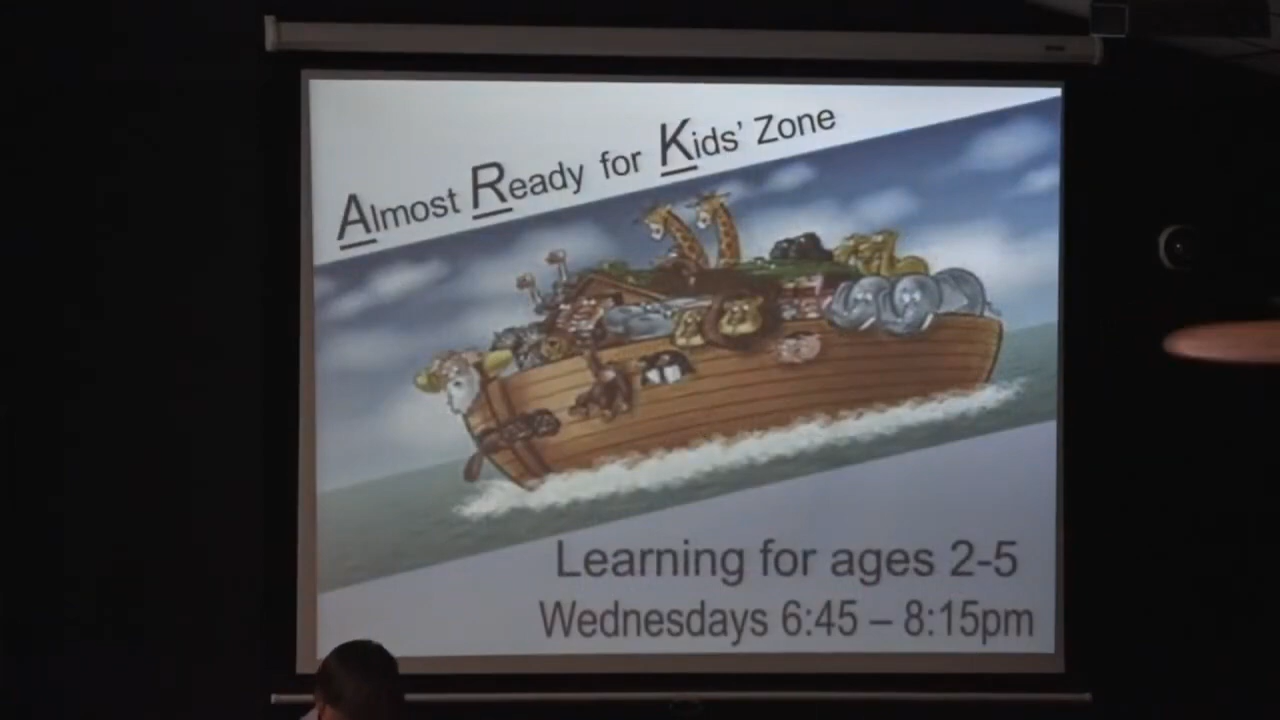 Almost Ready for Kids' Zone
Learning for ages 2-5
Wednesdays 6:45 – 8:15pm